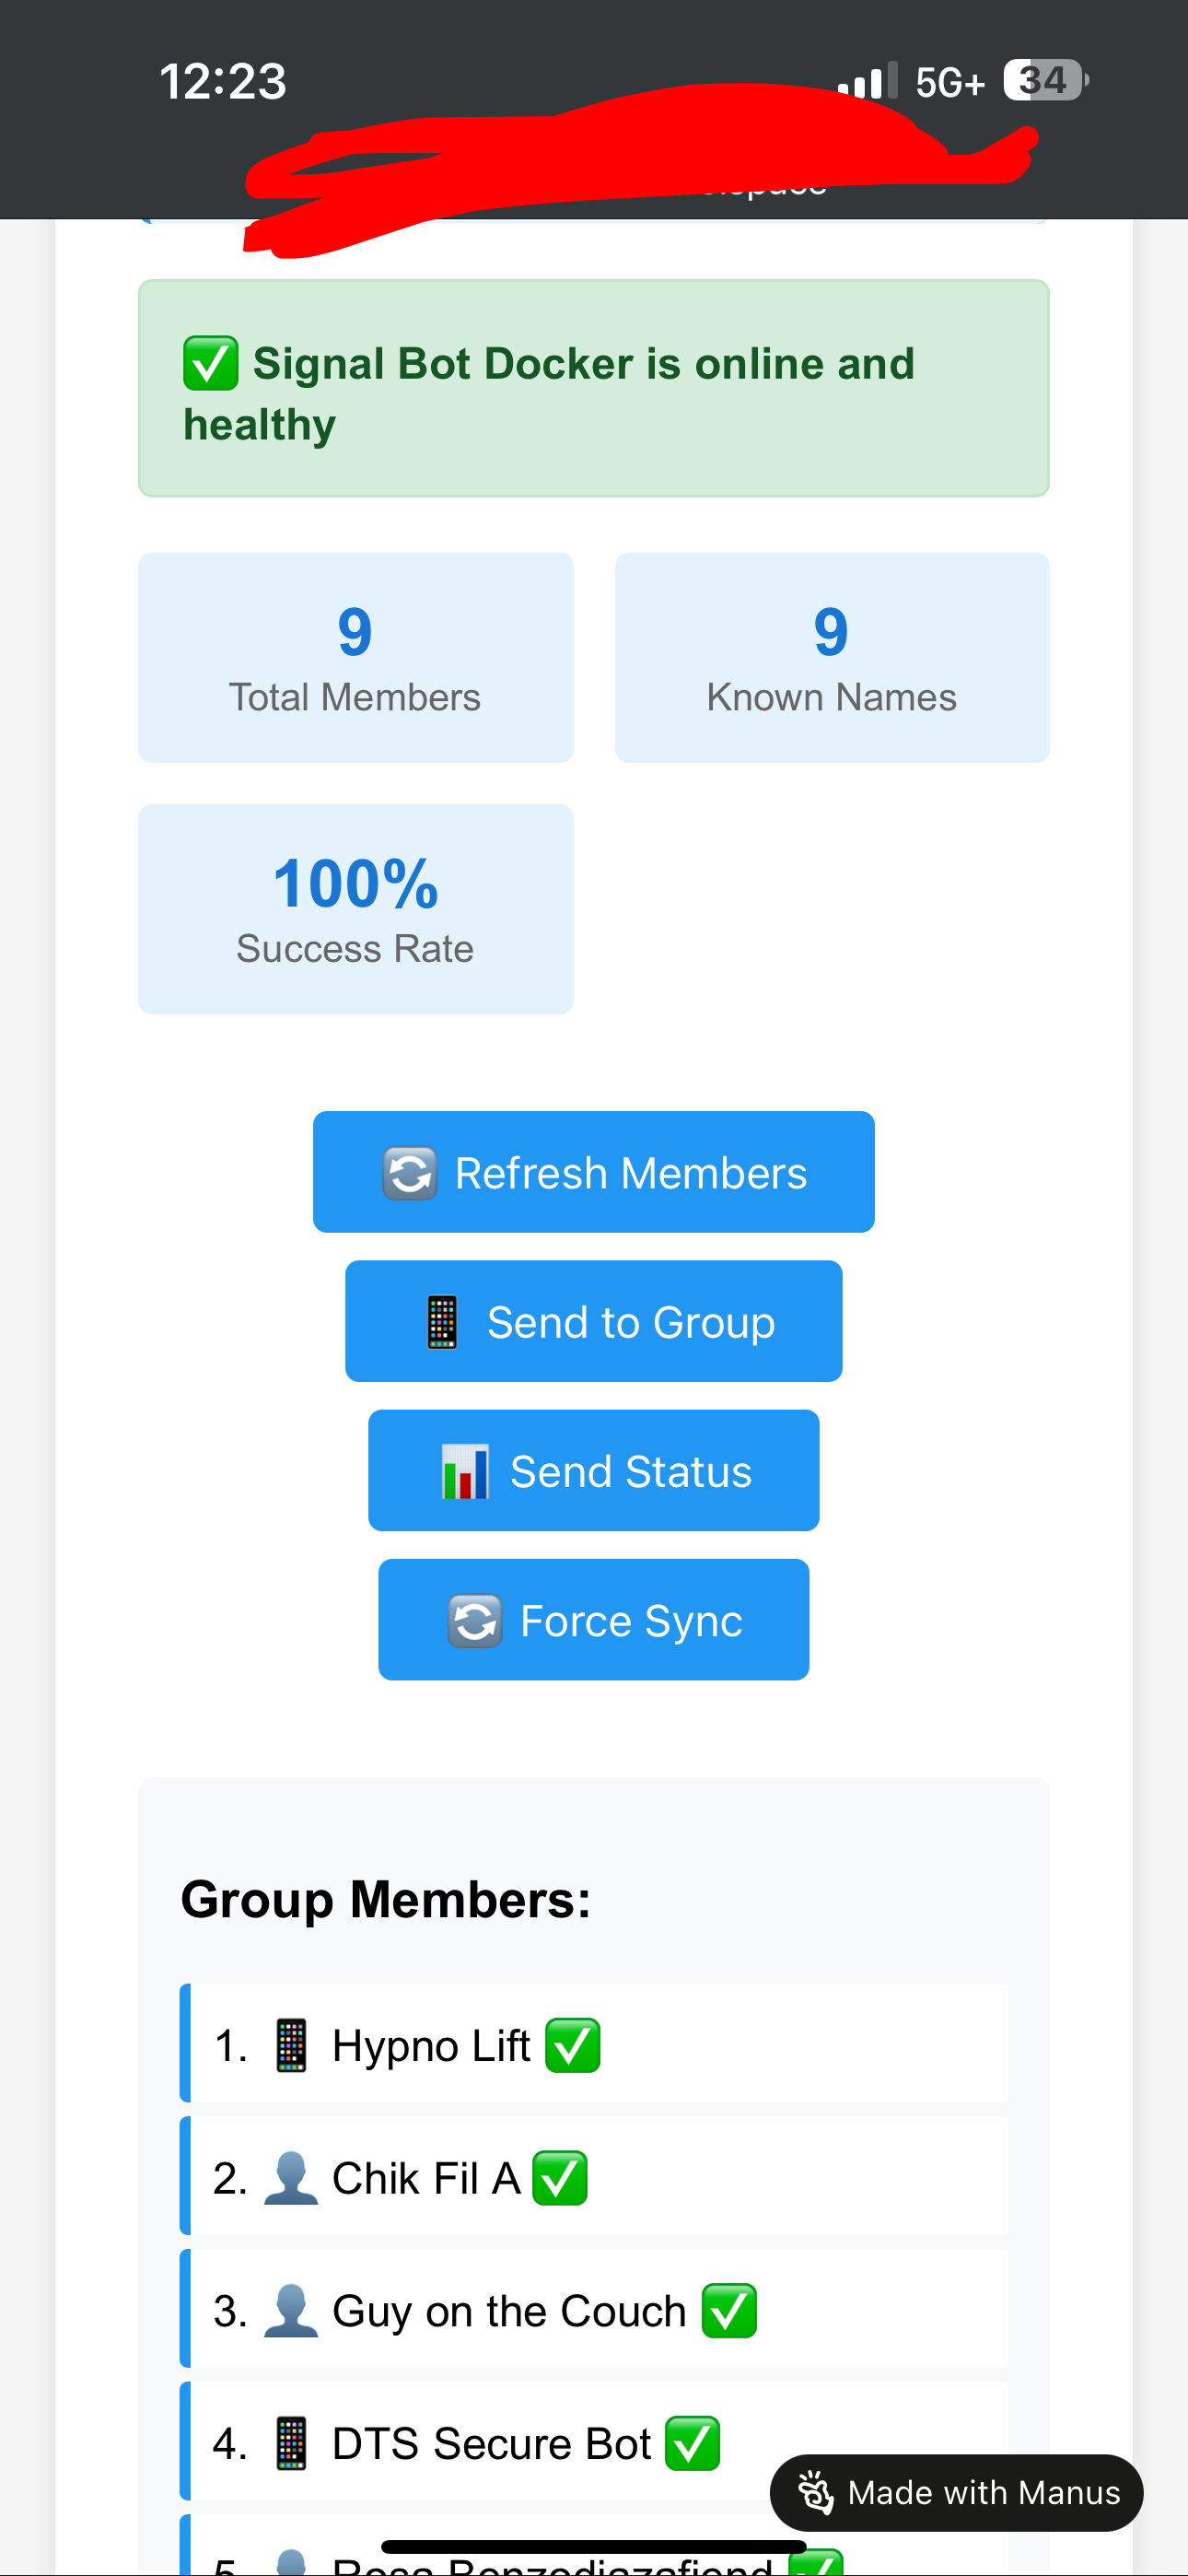 12:23
5G+ 34
✅ Signal Bot Docker is online and
healthy
9
Total Members
9
Known Names
100%
Success Rate
🔄 Refresh Members
📱 Send to Group
📊 Send Status
🔄 Force Sync
Group Members:
1. 📱 Hypno Lift ✅
2. 👤 Chik Fil A ✅
3. 👤 Guy on the Couch ✅
4. 📱 DTS Secure Bot ✅
Made with Manus
5. 👤